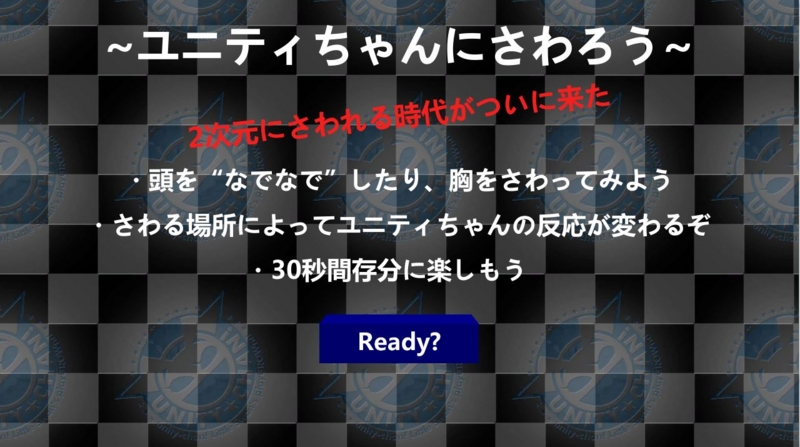 ~ユニティちゃんにさわろう~
2次元にさわれる時代がついに来た
・頭を“なでなで”したり、胸をさわってみよう
・さわる場所によってユニティちゃんの反応が変わるぞ
・30秒間存分に楽しもう
Ready?